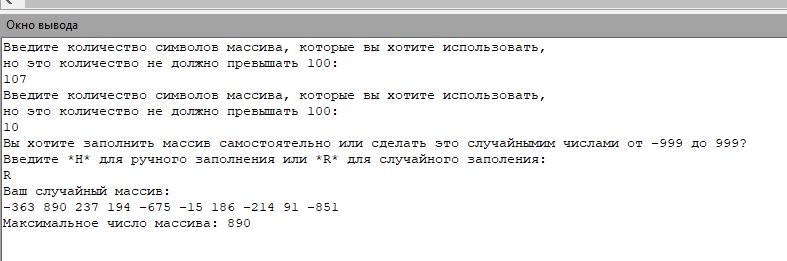 Окно вывода
Введите количество символов массива, которые вы хотите использовать,
но это количество не должно превышать 100:
107
Введите количество символов массива, которые вы хотите использовать,
но это количество не должно превышать 100:
10
Вы хотите заполнить массив самостоятельно или сделать это случайнымим числами от -999 до 999?
Введите *H* для ручного заполнения или *R* для случайного заполения:
R
Ваш случайный массив:
-363 890 237 194 -675 -15 186 -214 91 -851
Максимальное число массива: 890